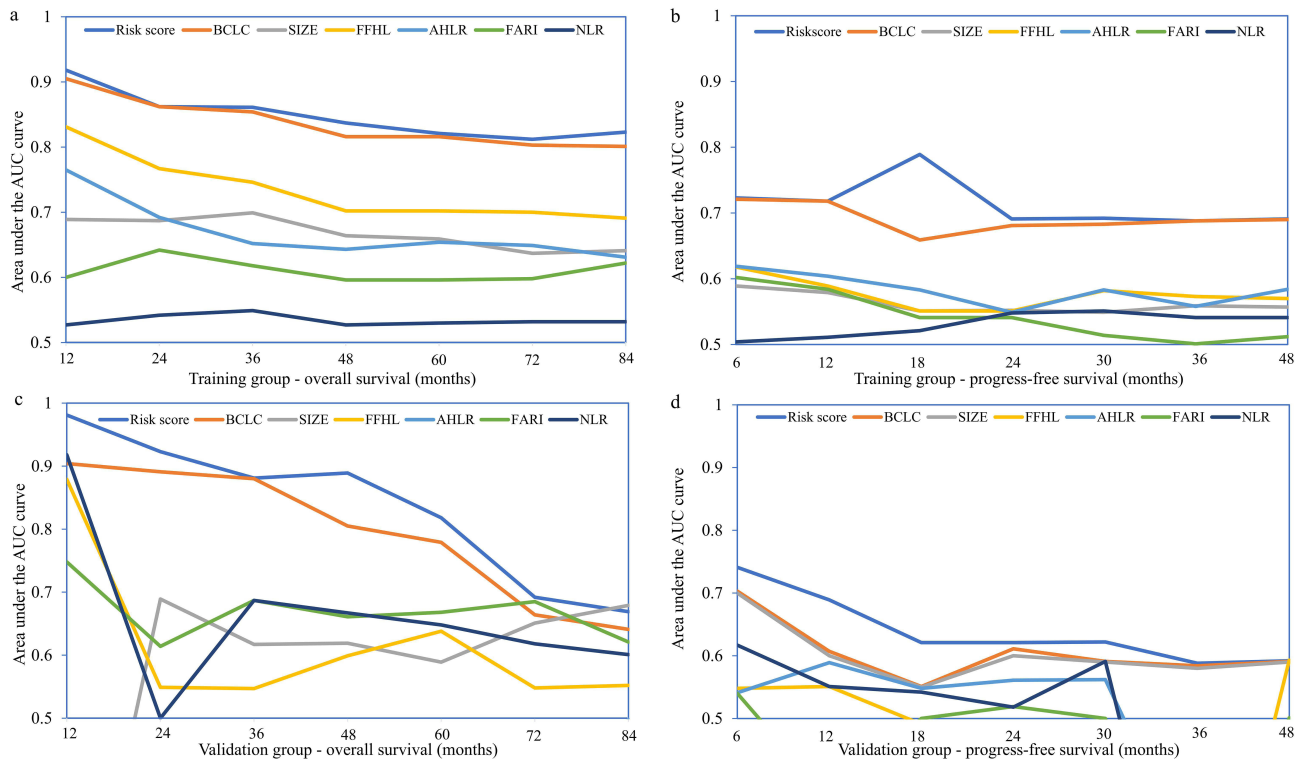 a
Risk score BCLC SIZE FFHL AHLR FARI NLR
Area under the AUC curve
1
0.9
0.8
0.7
0.6
0.5
12 24 36 48 60 72 84
Training group - overall survival (months)
b
Riskscore BCLC SIZE FFHL AHLR FARI NLR
Area under the AUC curve
1
0.9
0.8
0.7
0.6
0.5
6 12 18 24 30 36 48
Training group - progress-free survival (months)
c
Risk score BCLC SIZE FFHL AHLR FARI NLR
Area under the AUC curve
1
0.9
0.8
0.7
0.6
0.5
12 24 36 48 60 72 84
Validation group - overall survival (months)
d
Risk score BCLC SIZE FFHL AHLR FARI NLR
Area under the AUC curve
1
0.9
0.8
0.7
0.6
0.5
6 12 18 24 30 36 48
Validation group - progress-free survival (months)